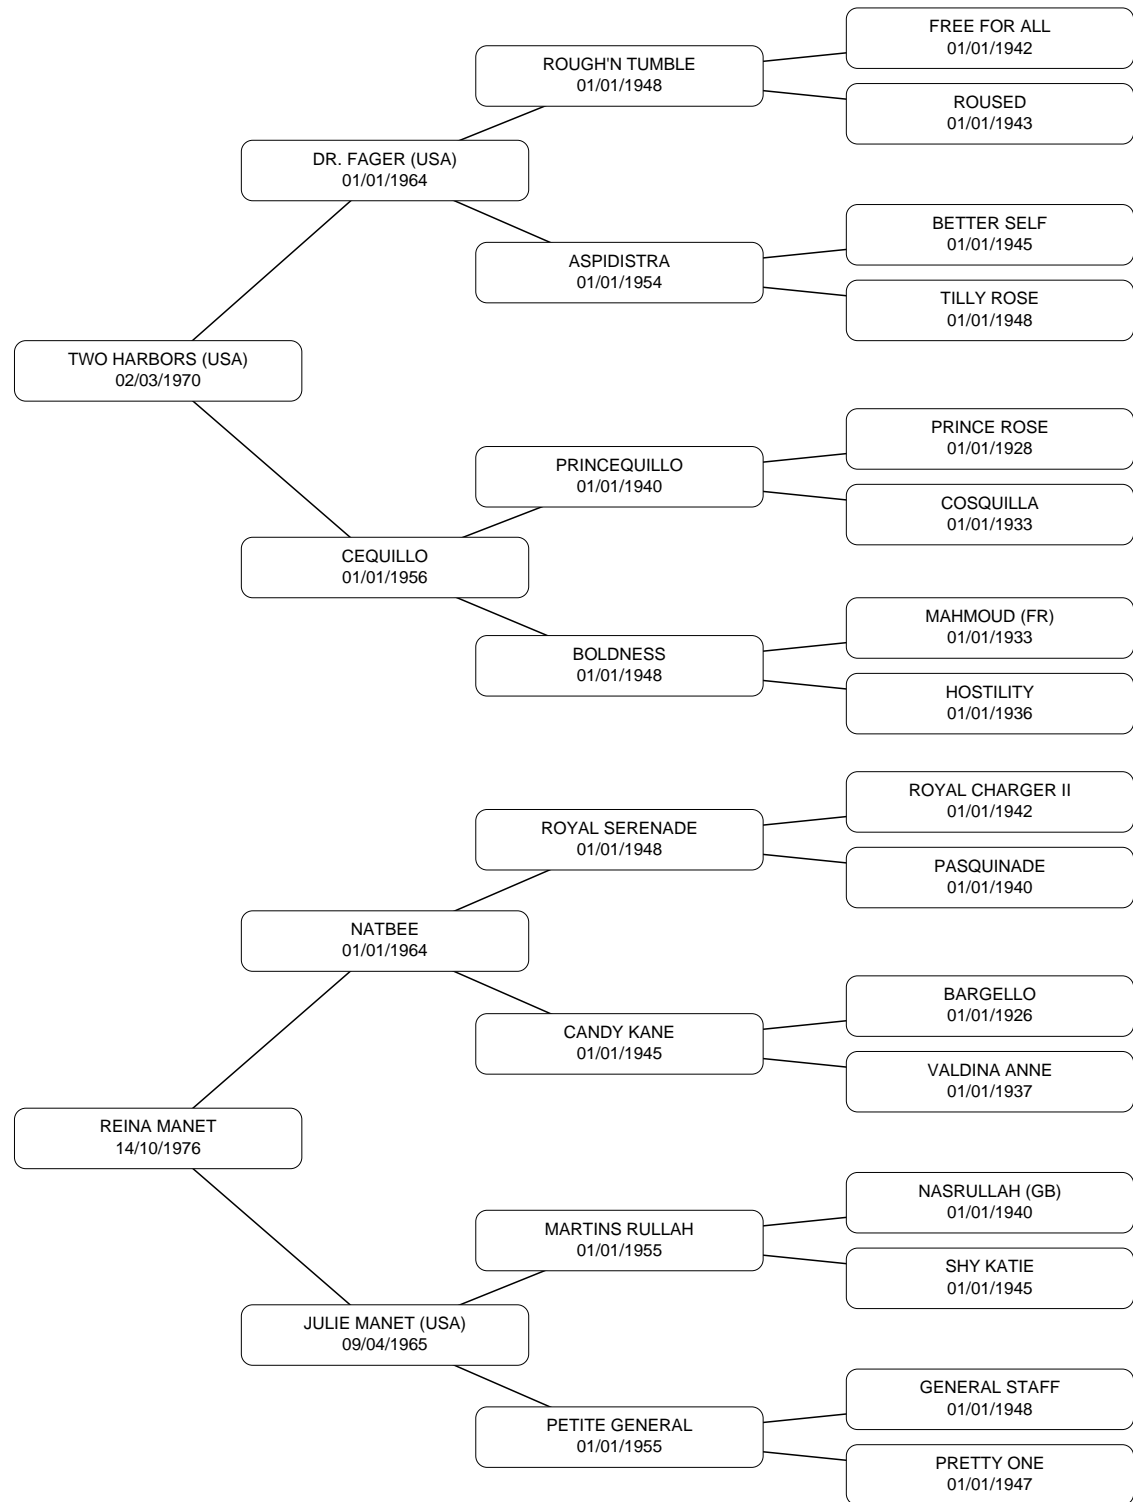 FREE FOR ALL
01/01/1942
ROUGH'N TUMBLE
01/01/1948
ROUSED
01/01/1943
DR. FAGER (USA)
01/01/1964
BETTER SELF
01/01/1945
ASPIDISTRA
01/01/1954
TILLY ROSE
01/01/1948
TWO HARBORS (USA)
02/03/1970
PRINCE ROSE
01/01/1928
PRINCEQUILLO
01/01/1940
COSQUILLA
01/01/1933
CEQUILLO
01/01/1956
MAHMOUD (FR)
01/01/1933
BOLDNESS
01/01/1948
HOSTILITY
01/01/1936
ROYAL CHARGER II
01/01/1942
ROYAL SERENADE
01/01/1948
PASQUINADE
01/01/1940
NATBEE
01/01/1964
BARGELLO
01/01/1926
CANDY KANE
01/01/1945
VALDINA ANNE
01/01/1937
REINA MANET
14/10/1976
NASRULLAH (GB)
01/01/1940
MARTINS RULLAH
01/01/1955
SHY KATIE
01/01/1945
JULIE MANET (USA)
09/04/1965
GENERAL STAFF
01/01/1948
PETITE GENERAL
01/01/1955
PRETTY ONE
01/01/1947